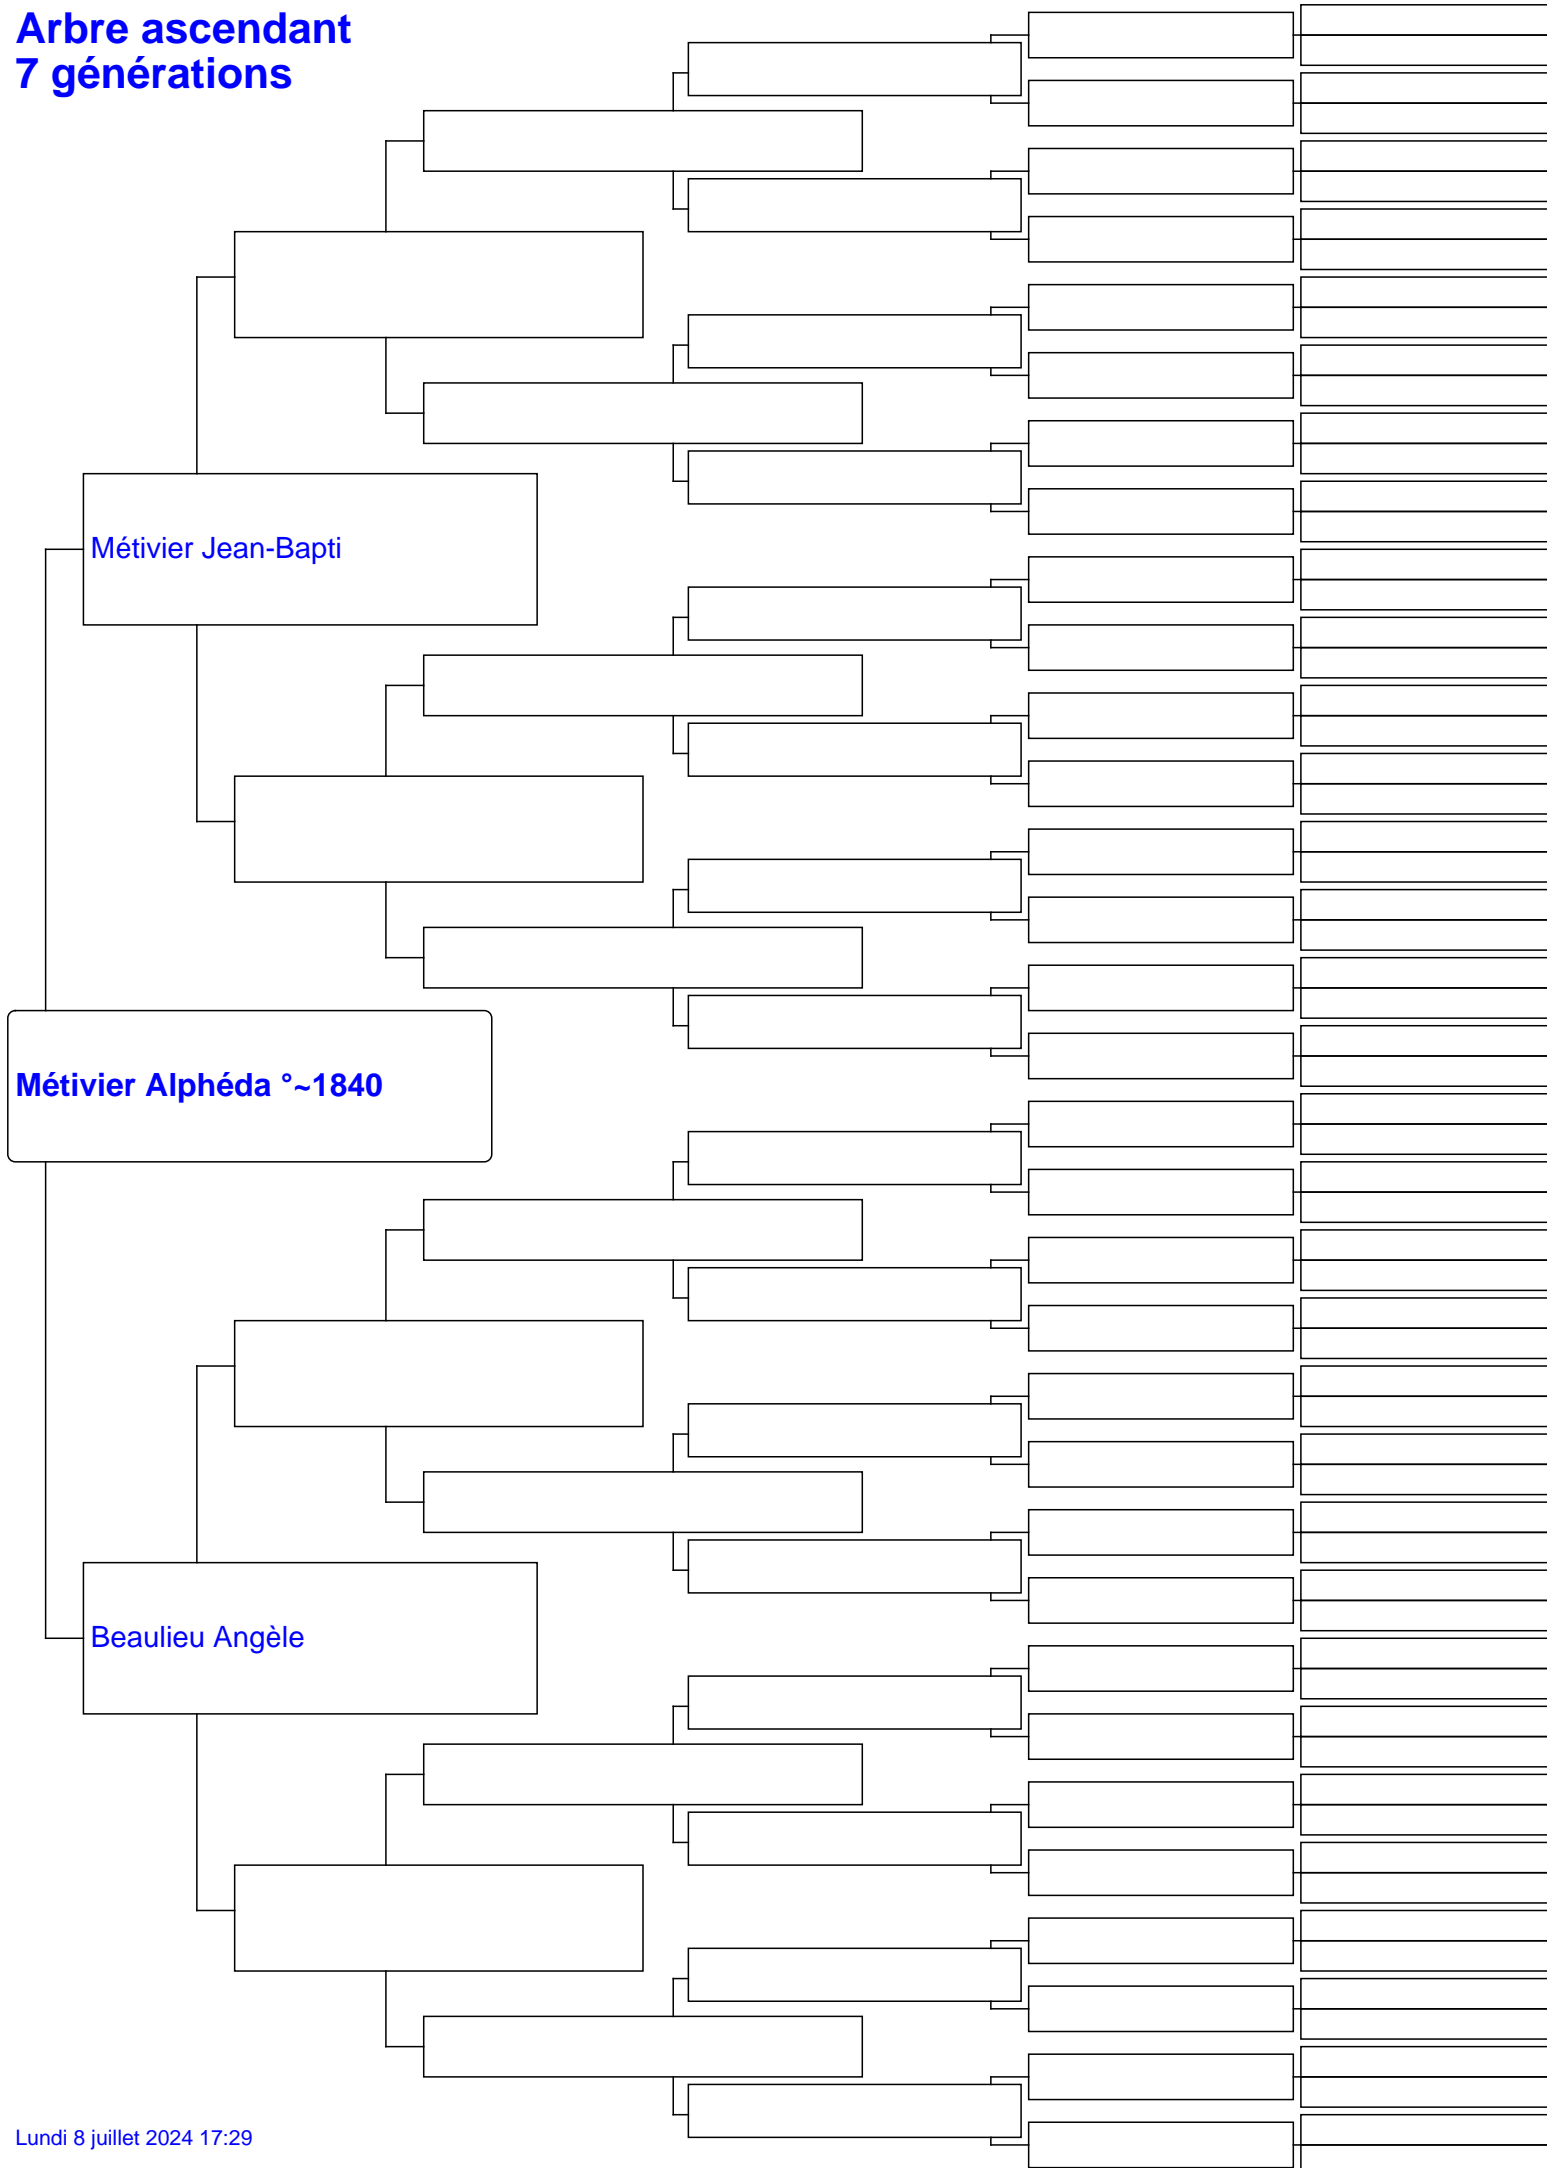 Arbre ascendant
7 générations
Métivier Jean-Bapti
Métivier Alphéda °~1840
Beaulieu Angèle
Lundi 8 juillet 2024 17:29